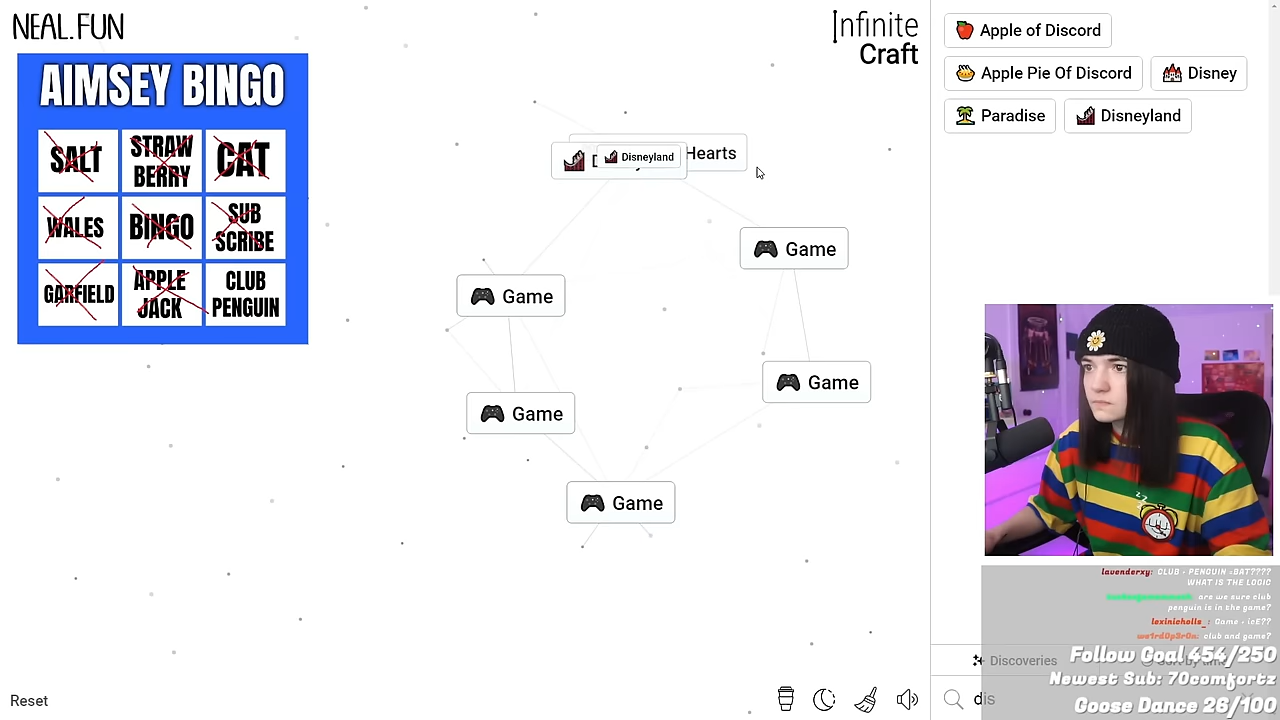 NEAL.FUN
Infinite
Craft
AIMSEY BINGO
SALT
STRAW
BERRY
CAT
WALES
BINGO
SUB
SCRIBE
GARFIELD
APPLE
JACK
CLUB
PENGUIN
Disneyland
Hearts
Game
Game
Game
Game
Game
Apple of Discord
Apple Pie Of Discord
Disney
Paradise
Disneyland
lavenderxy: CLUB + PENGUIN =BAT????
WHAT IS THE LOGIC
are we sure club
penguin is in the game?
lexinicholls_: Game + icE??
we1rd0p2r0a: club and game?
Discoveries
Follow Goal 454/250
Newest Sub: 70comfortz
Goose Dance 26/100
dis
Reset